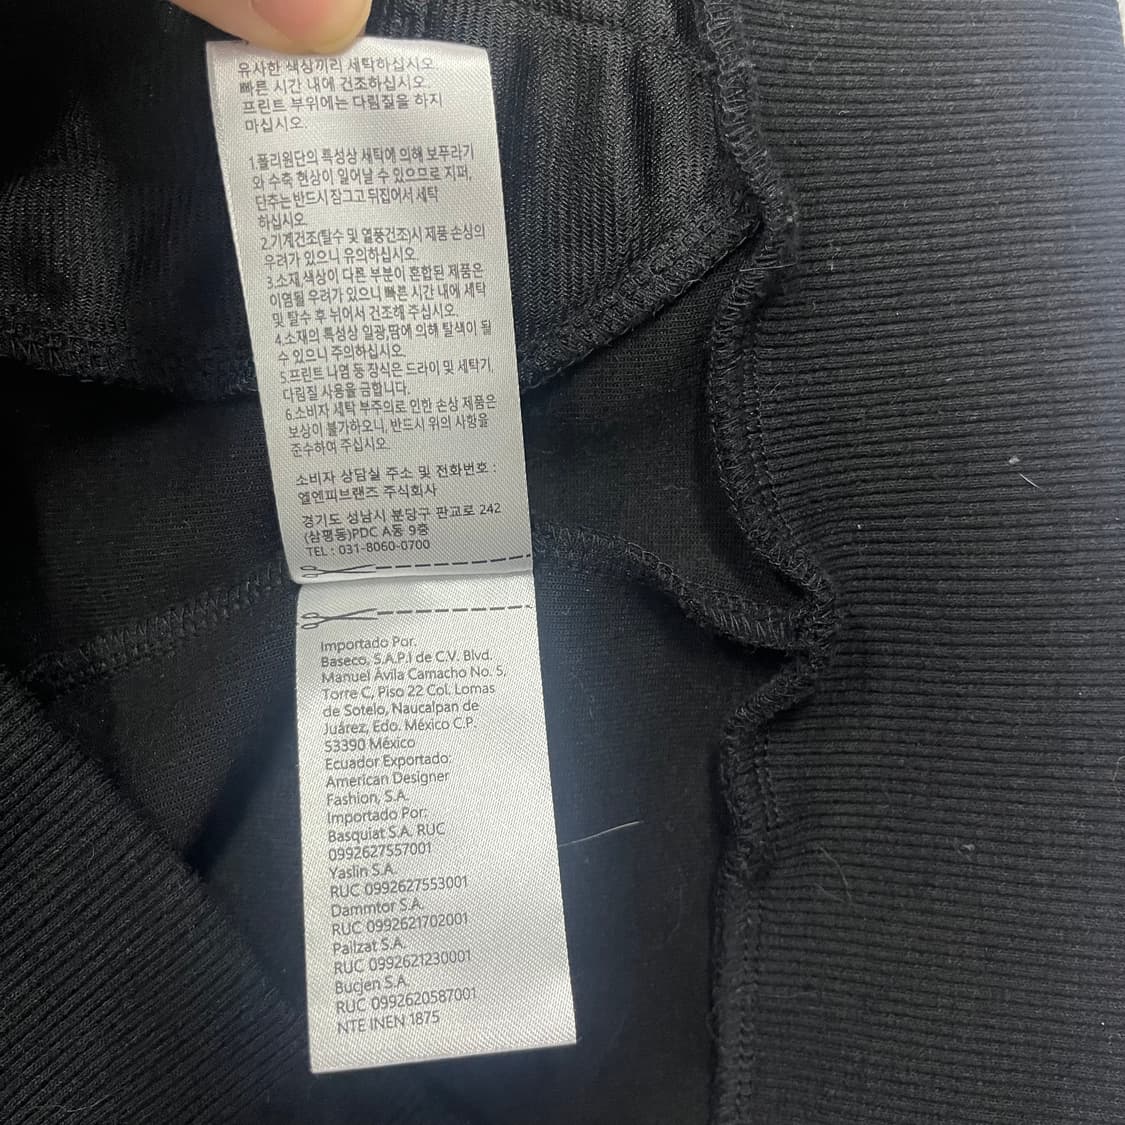 유사한 색상끼리 세탁하십시오.
빠른 시간 내에 건조하십시오.
프린트 부위에는 다림질을 하지
마십시오.
1.폴리원단의 특성상 세탁에 의해 보푸라기
와 수축 현상이 일어날 수 있으므로 지퍼,
단추는 반드시 잠그고 뒤집어서 세탁
하십시오.
2.기계건조(탈수 및 열풍건조)시 제품 손상의
우려가 있으니 유의하십시오.
3.소재 색상이 다른 부분이 혼합된 제품은
이염될 우려가 있으니 빠른 시간 내에 세탁
및 탈수 후 뉘어서 건조해 주십시오.
4.소재의 특성상 일광,땀에 의해 탈색이 될
수 있으니 주의하십시오.
5.프린트 나염 등 장식은 드라이 및 세탁기,
다림질 사용을 금합니다.
6.소비자 세탁 부주의로 인한 손상 제품은
보상이 불가하오니, 반드시 위의 사항을
준수하여 주십시오.
소비자 상담실 주소 및 전화번호 :
엘엔피브랜즈 주식회사
경기도 성남시 분당구 판교로 242
(삼평동)PDC A동 9층
TEL : 031-8060-0700
Importado Por:
Baseco, S.A.P.I de C.V. Blvd.
Manuel Ávila Camacho No. 5,
Torre C, Piso 22 Col. Lomas
de Sotelo, Naucalpan de
Juárez, Edo. México C.P.
53390 México
Ecuador Exportado:
American Designer
Fashion, S.A.
Importado Por:
Basquiat S.A. RUC
0992627557001
Yaslin S.A.
RUC 0992627553001
Dammtor S.A.
RUC 0992621702001
Pailzat S.A.
RUC 0992621230001
Bucjen S.A.
RUC 0992620587001
NTE INEN 1875